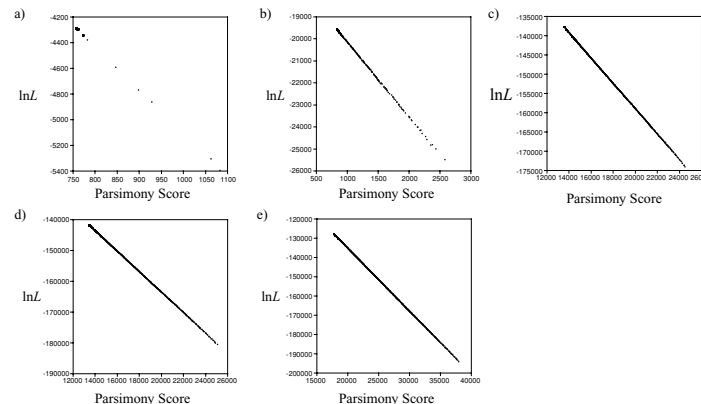 a)
-4200
-4400
-4600
-4800
-5000
-5200
-5400
lnL
750 800 850 900 950 1000 1050 1100
Parsimony Score
b)
-19000
-20000
-21000
-22000
-23000
-24000
-25000
-26000
lnL
500 1000 1500 2000 2500 3000
Parsimony Score
c)
-135000
-140000
-145000
-150000
-155000
-160000
-165000
-170000
-175000
lnL
12000 14000 16000 18000 20000 22000 24000 26000
Parsimony Score
d)
-140000
-150000
-160000
-170000
-180000
-190000
lnL
12000 14000 16000 18000 20000 22000 24000 26000
Parsimony Score
e)
-120000
-130000
-140000
-150000
-160000
-170000
-180000
-190000
-200000
lnL
15000 20000 25000 30000 35000 40000
Parsimony Score